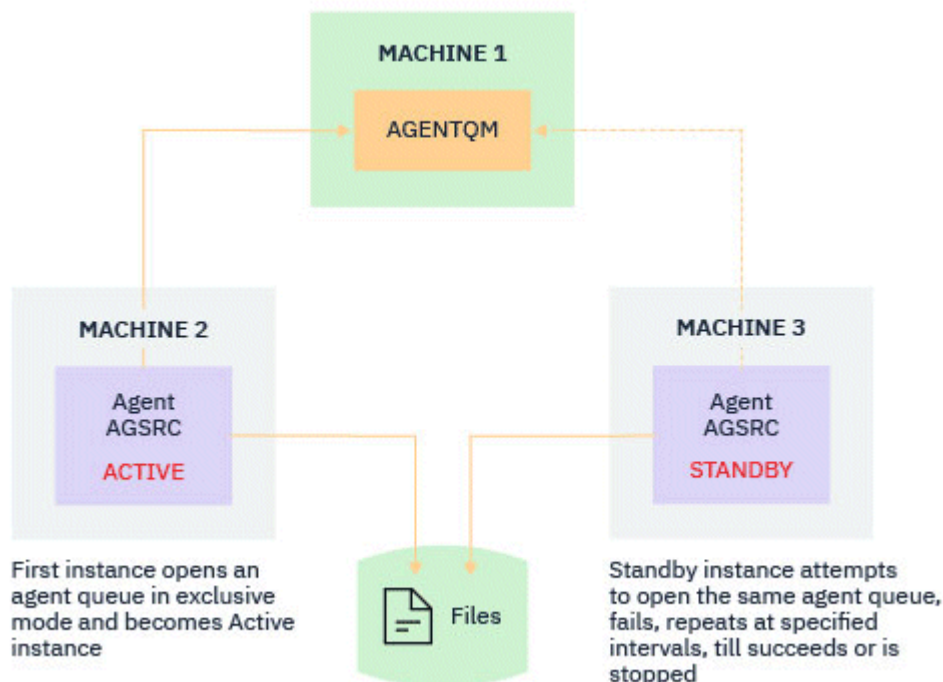 MACHINE 1
AGENTQM
MACHINE 2
Agent
AGSRC
ACTIVE
MACHINE 3
Agent
AGSRC
STANDBY
First instance opens an
agent queue in exclusive
mode and becomes Active
instance
Files
Standby instance attempts
to open the same agent queue,
fails, repeats at specified
intervals, till succeeds or is
stopped